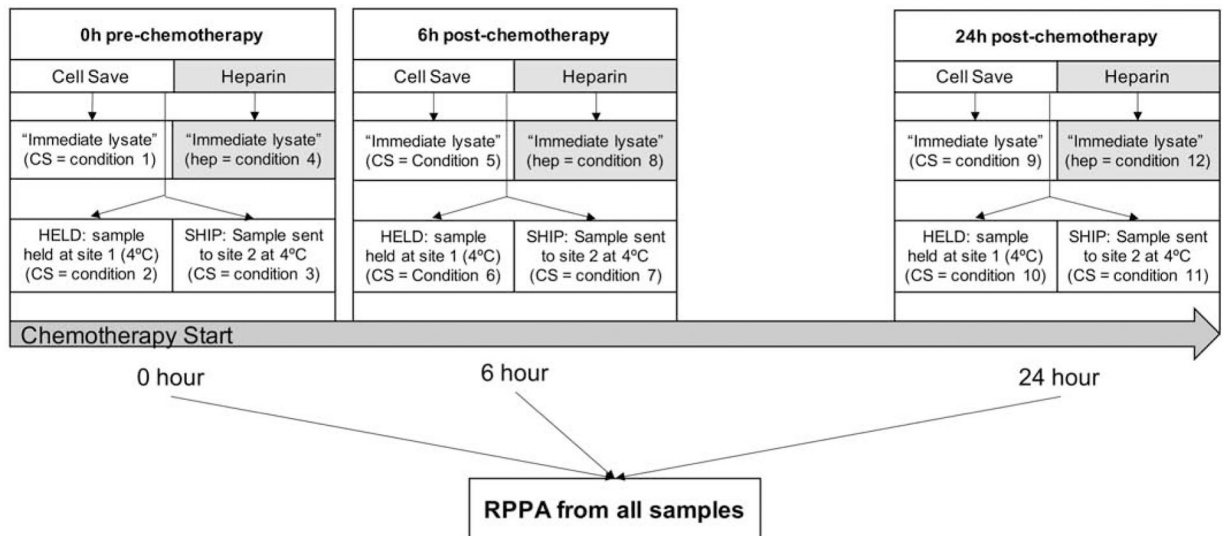 0h pre-chemotherapy
Cell Save
Heparin
“Immediate lysate”
(CS = condition 1)
“Immediate lysate”
(hep = condition 4)
HELD: sample
held at site 1 (4ºC)
(CS = condition 2)
SHIP: Sample sent
to site 2 at 4ºC
(CS = condition 3)
6h post-chemotherapy
Cell Save
Heparin
“Immediate lysate”
(CS = Condition 5)
“Immediate lysate”
(hep = condition 8)
HELD: sample
held at site 1 (4ºC)
(CS = Condition 6)
SHIP: Sample sent
to site 2 at 4ºC
(CS = condition 7)
24h post-chemotherapy
Cell Save
Heparin
“Immediate lysate”
(CS = condition 9)
“Immediate lysate”
(hep = condition 12)
HELD: sample
held at site 1 (4ºC)
(CS = condition 10)
SHIP: Sample sent
to site 2 at 4ºC
(CS = condition 11)
Chemotherapy Start
0 hour
6 hour
24 hour
RPPA from all samples